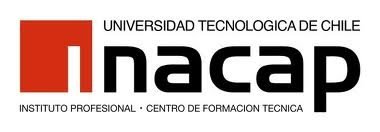 UNIVERSIDAD TECNOLOGICA DE CHILE
inacap
INSTITUTO PROFESIONAL · CENTRO DE FORMACION TECNICA